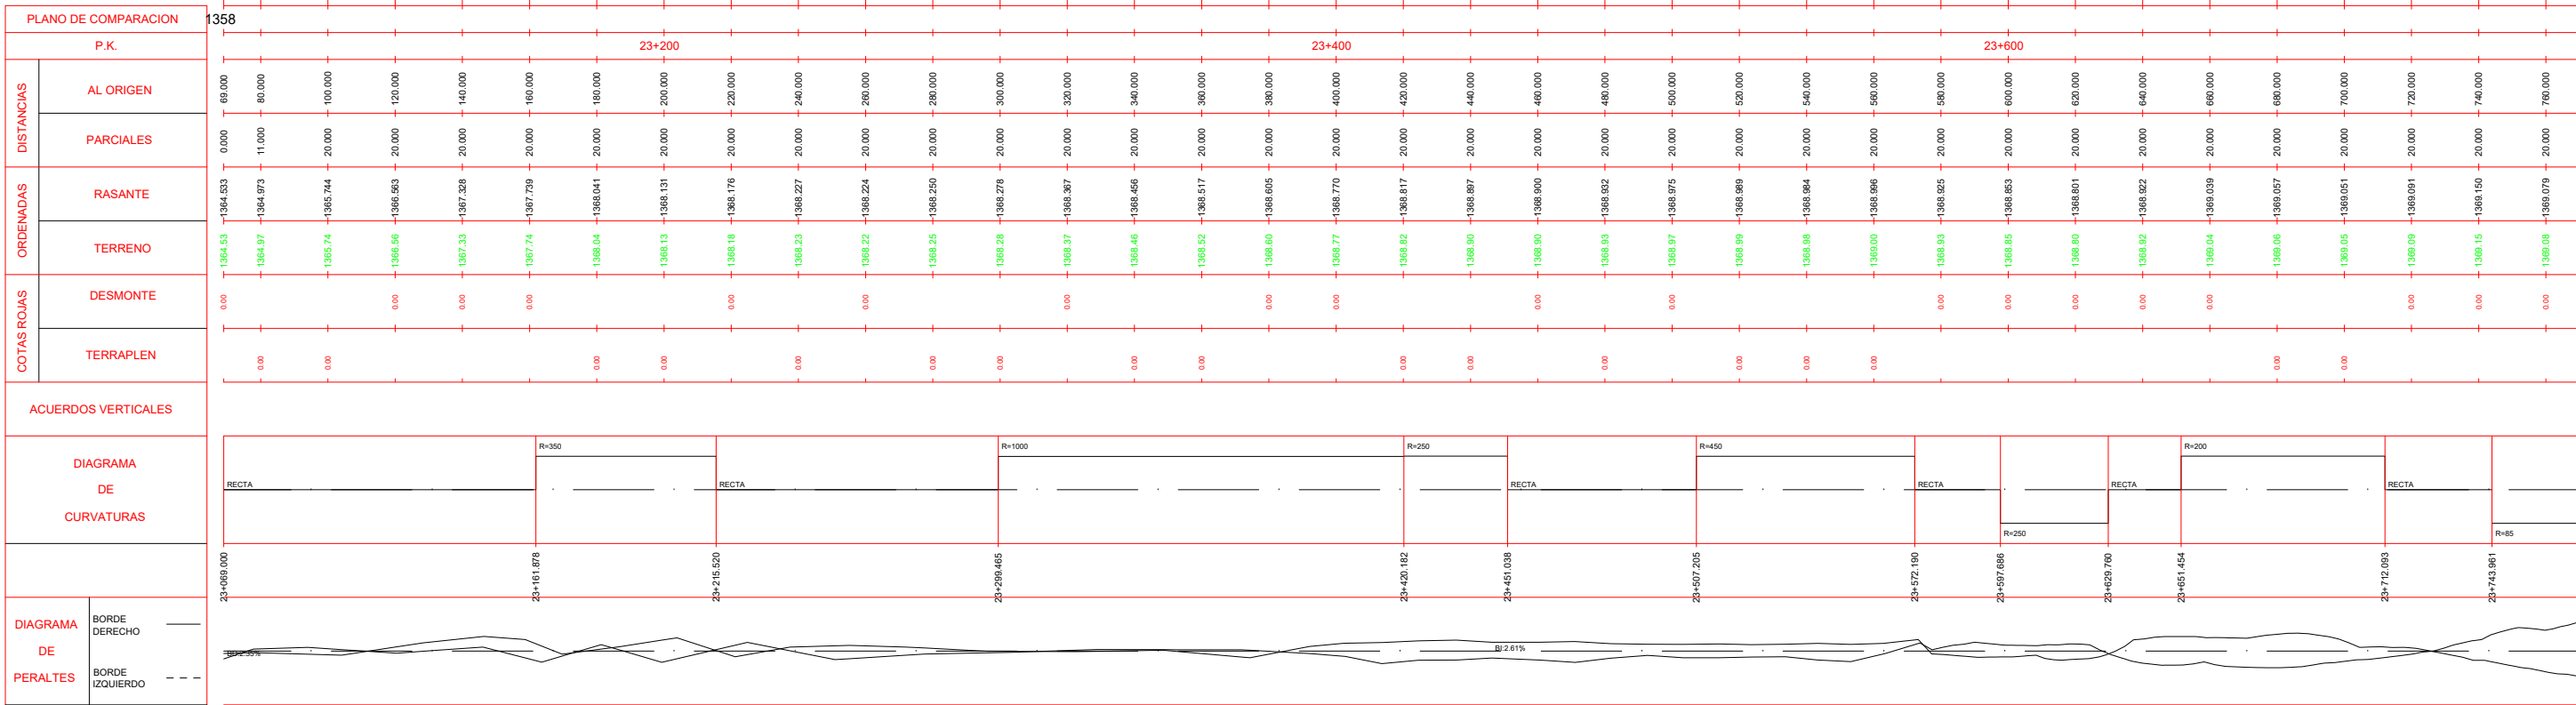 PLANO DE COMPARACION 1358
P.K. 23+200 23+400 23+600
DISTANCIAS
AL ORIGEN 69.000 80.000 100.000 120.000 140.000 160.000 180.000 200.000 220.000 240.000 260.000 280.000 300.000 320.000 340.000 360.000 380.000 400.000 420.000 440.000 460.000 480.000 500.000 520.000 540.000 560.000 580.000 600.000 620.000 640.000 660.000 680.000 700.000 720.000 740.000 760.000
PARCIALES 0.000 11.000 20.000 20.000 20.000 20.000 20.000 20.000 20.000 20.000 20.000 20.000 20.000 20.000 20.000 20.000 20.000 20.000 20.000 20.000 20.000 20.000 20.000 20.000 20.000 20.000 20.000 20.000 20.000 20.000 20.000 20.000 20.000 20.000 20.000 20.000
ORDENADAS
RASANTE 1364.533 1364.973 1365.744 1366.563 1367.328 1367.739 1368.041 1368.131 1368.176 1368.227 1368.224 1368.250 1368.278 1368.367 1368.456 1368.517 1368.605 1368.770 1368.817 1368.897 1368.900 1368.932 1368.975 1368.989 1368.984 1368.996 1368.925 1368.853 1368.801 1368.922 1369.039 1369.057 1369.051 1369.091 1369.150 1369.079
TERRENO 1364.53 1364.97 1365.74 1366.56 1367.33 1367.74 1368.04 1368.13 1368.18 1368.23 1368.22 1368.25 1368.28 1368.37 1368.46 1368.52 1368.60 1368.77 1368.82 1368.90 1368.90 1368.93 1368.97 1368.99 1368.98 1369.00 1368.93 1368.85 1368.80 1368.92 1369.04 1369.06 1369.05 1369.09 1369.15 1369.08
COTAS ROJAS
DESMONTE 0.00 0.00 0.00 0.00 0.00 0.00 0.00 0.00 0.00 0.00 0.00 0.00 0.00 0.00 0.00 0.00 0.00 0.00 0.00
TERRAPLEN 0.00 0.00 0.00 0.00 0.00 0.00 0.00 0.00 0.00 0.00 0.00 0.00 0.00 0.00 0.00 0.00 0.00
ACUERDOS VERTICALES
DIAGRAMA
DE
CURVATURAS
R=350 R=1000 R=250 R=450 R=200
RECTA RECTA RECTA RECTA RECTA RECTA
R=250 R=85
23+069.000 23+161.878 23+215.520 23+299.465 23+420.182 23+451.038 23+507.205 23+572.190 23+597.686 23+629.760 23+651.454 23+712.093 23+743.961
DIAGRAMA
DE
PERALTES
BORDE
DERECHO
BORDE
IZQUIERDO
BI:2.61%